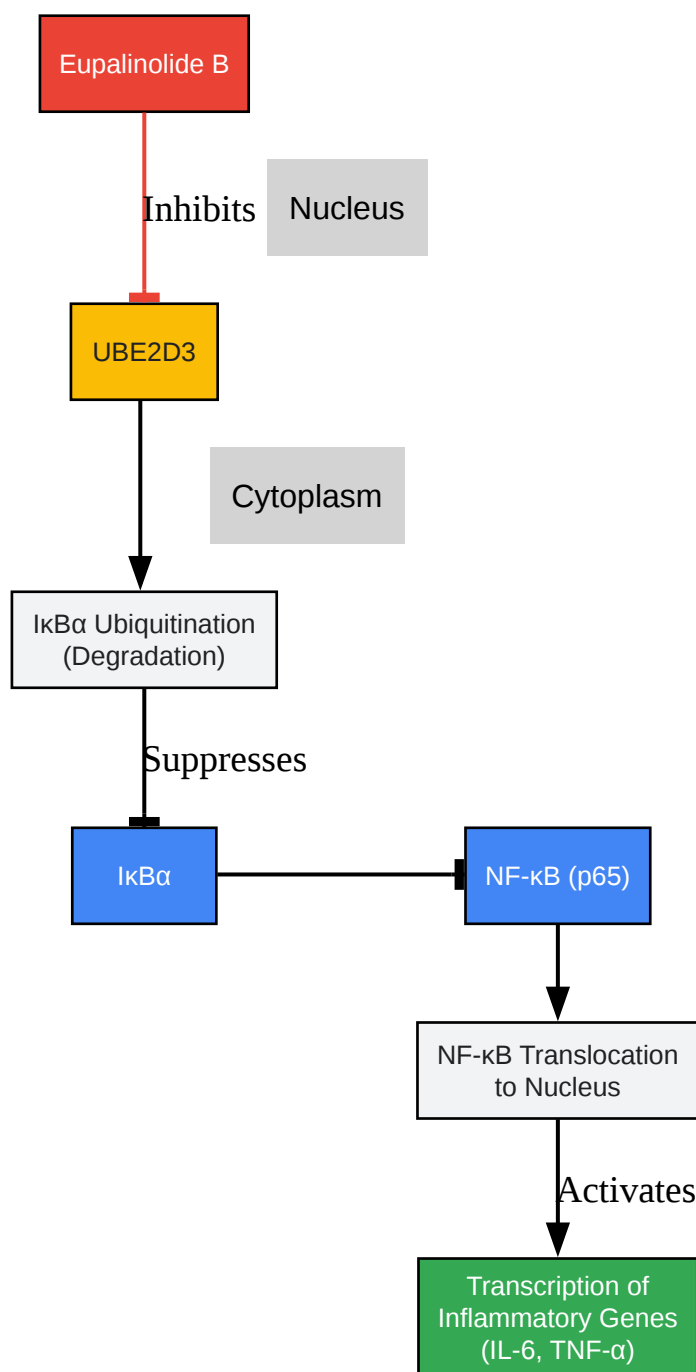 Eupalinolide B
Inhibits
Nucleus
UBE2D3
Cytoplasm
IκBα Ubiquitination
(Degradation)
Suppresses
IκBα
NF-κB (p65)
NF-κB Translocation
to Nucleus
Activates
Transcription of
Inflammatory Genes
(IL-6, TNF-α)